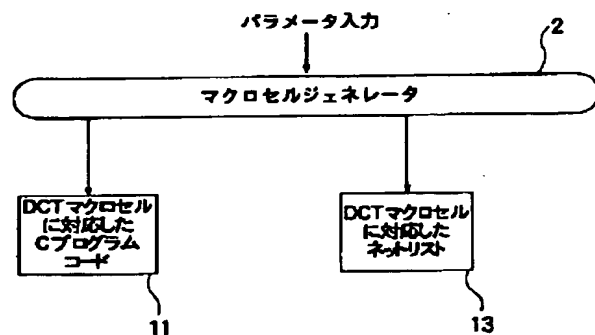 パラメータ入力
2
マクロセルジェネレータ
DCTマクロセル
に対応した
Cプログラム
コード
DCTマクロセル
に対応した
ネットリスト
11
13